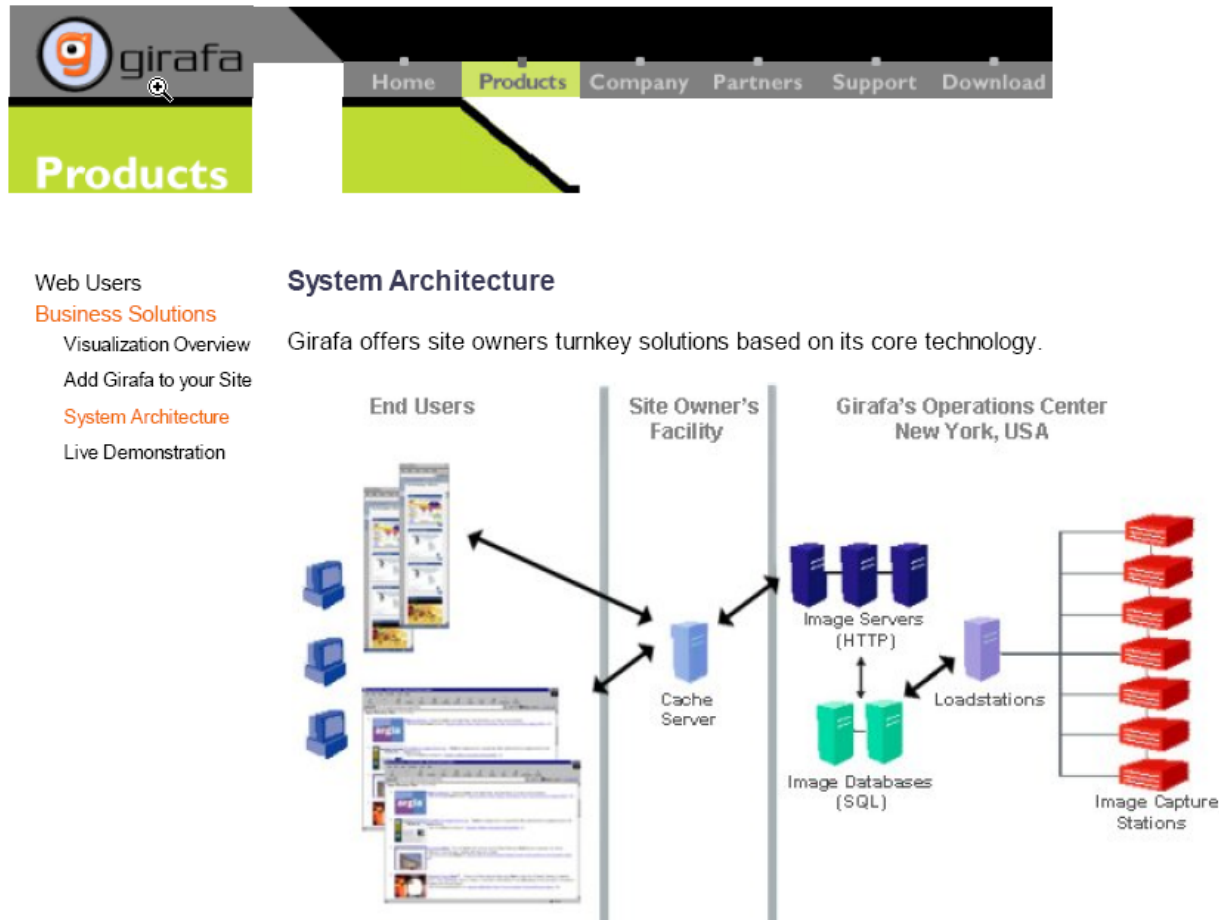 girafa
Home Products Company Partners Support Download
Products
Web Users
Business Solutions
Visualization Overview
Add Girafa to your Site
System Architecture
Live Demonstration
System Architecture
Girafa offers site owners turnkey solutions based on its core technology.
End Users
Site Owner's
Facility
Girafa's Operations Center
New York, USA
Image Servers
(HTTP)
Cache
Server
Loadstations
Image Databases
(SQL)
Image Capture
Stations
argia
argia